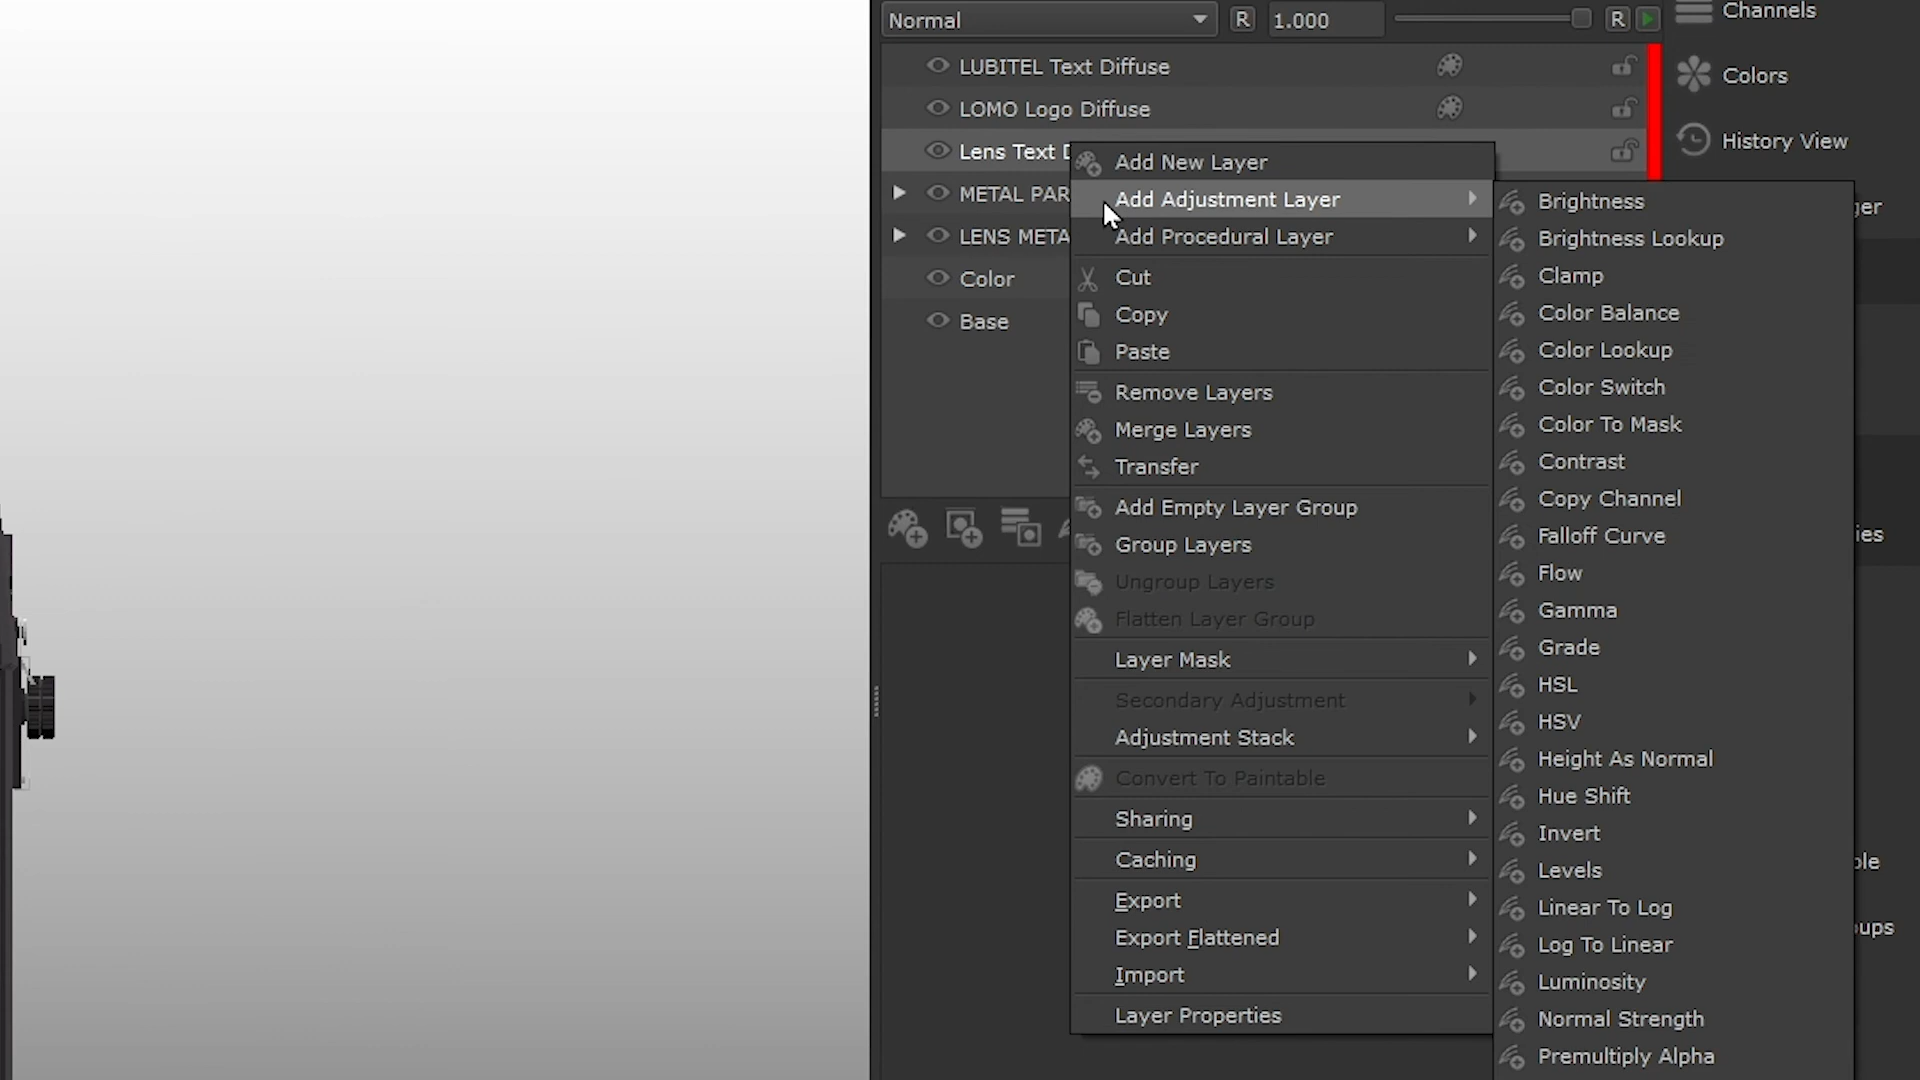 Normal
R
1.000
R
Channels
LUBITEL Text Diffuse
Colors
LOMO Logo Diffuse
History View
Lens Text D
METAL PAR
LENS META
Color
Base
Add New Layer
Add Adjustment Layer
Add Procedural Layer
Cut
Copy
Paste
Remove Layers
Merge Layers
Transfer
Add Empty Layer Group
Group Layers
Ungroup Layers
Flatten Layer Group
Layer Mask
Secondary Adjustment
Adjustment Stack
Convert To Paintable
Sharing
Caching
Export
Export Flattened
Import
Layer Properties
Brightness
Brightness Lookup
Clamp
Color Balance
Color Lookup
Color Switch
Color To Mask
Contrast
Copy Channel
Falloff Curve
Flow
Gamma
Grade
HSL
HSV
Height As Normal
Hue Shift
Invert
Levels
Linear To Log
Log To Linear
Luminosity
Normal Strength
Premultiply Alpha
ger
ies
ble
oups